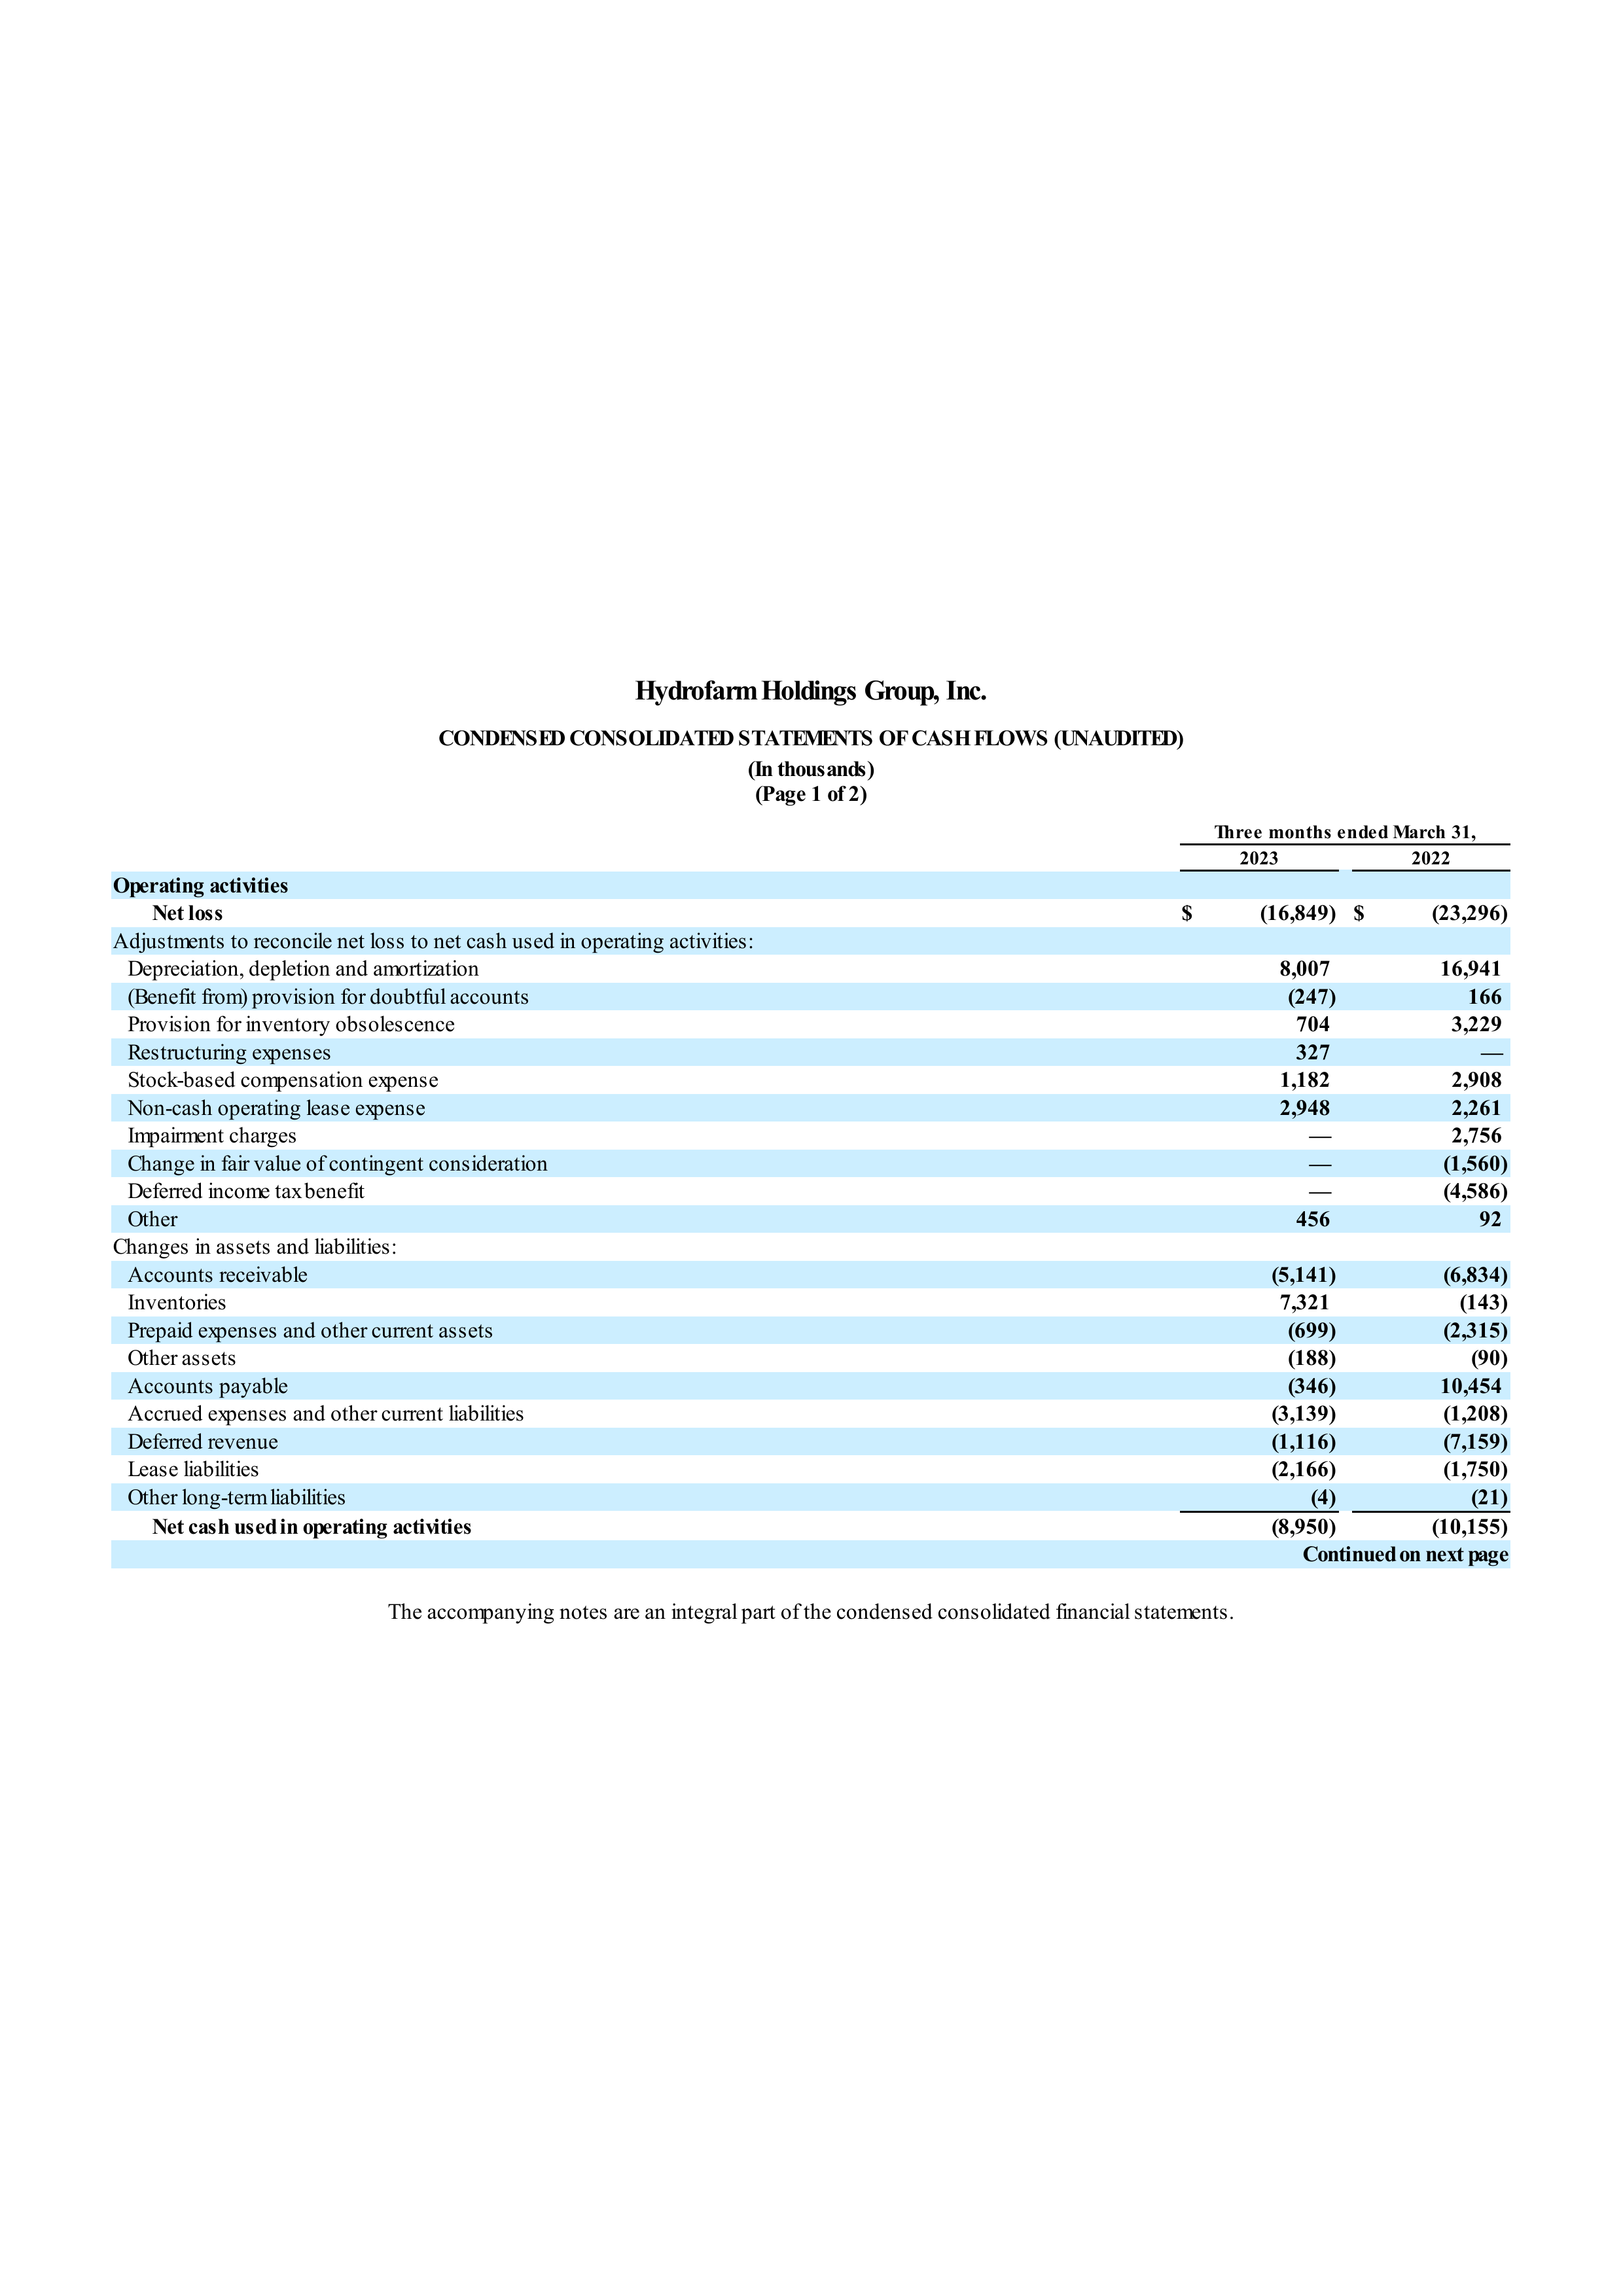 Hydrofarm Holdings Group, Inc.
CONDENSED CONSOLIDATED STATEMENTS OF CASH FLOWS (UNAUDITED)
(In thousands)
(Page 1 of 2)
Three months ended March 31,
2023 2022
Operating activities
Net loss $ (16,849) $ (23,296)
Adjustments to reconcile net loss to net cash used in operating activities:
Depreciation, depletion and amortization 8,007 16,941
(Benefit from) provision for doubtful accounts (247) 166
Provision for inventory obsolescence 704 3,229
Restructuring expenses 327 —
Stock-based compensation expense 1,182 2,908
Non-cash operating lease expense 2,948 2,261
Impairment charges — 2,756
Change in fair value of contingent consideration — (1,560)
Deferred income tax benefit — (4,586)
Other 456 92
Changes in assets and liabilities:
Accounts receivable (5,141) (6,834)
Inventories 7,321 (143)
Prepaid expenses and other current assets (699) (2,315)
Other assets (188) (90)
Accounts payable (346) 10,454
Accrued expenses and other current liabilities (3,139) (1,208)
Deferred revenue (1,116) (7,159)
Lease liabilities (2,166) (1,750)
Other long-term liabilities (4) (21)
Net cash used in operating activities (8,950) (10,155)
Continued on next page
The accompanying notes are an integral part of the condensed consolidated financial statements.